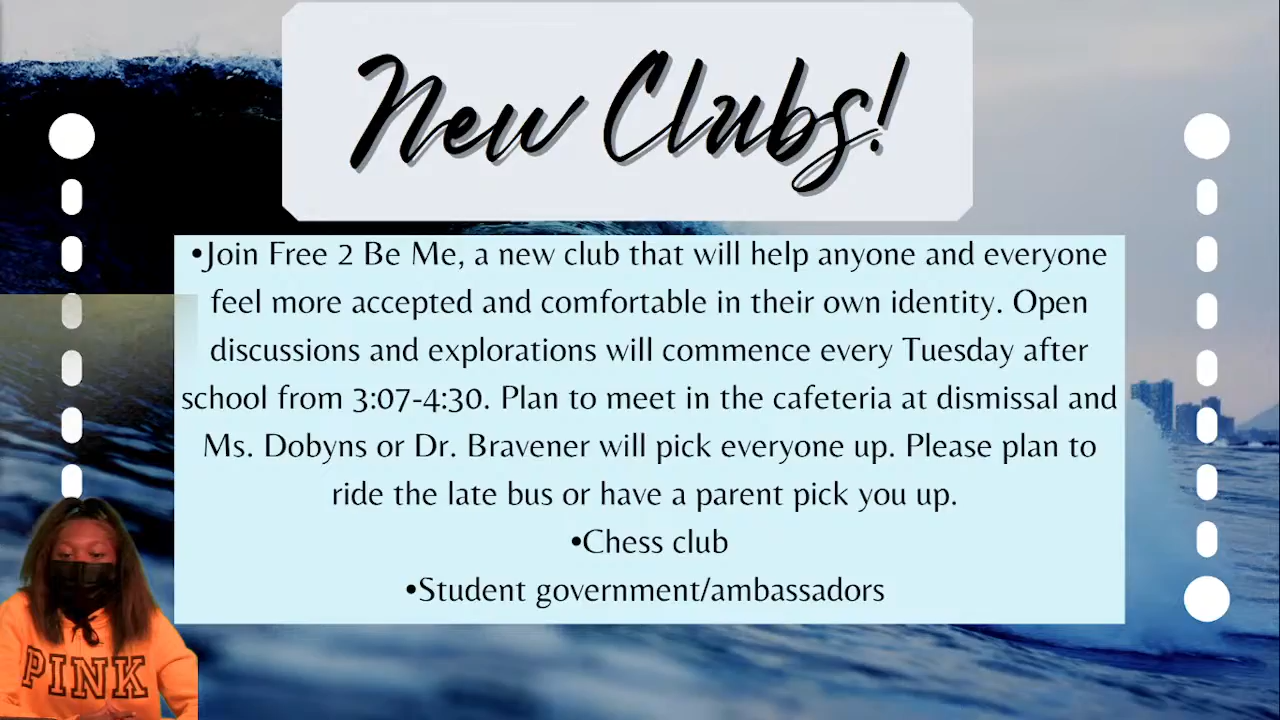 New Clubs!
•Join Free 2 Be Me, a new club that will help anyone and everyone
feel more accepted and comfortable in their own identity. Open
discussions and explorations will commence every Tuesday after
school from 3:07-4:30. Plan to meet in the cafeteria at dismissal and
Ms. Dobyns or Dr. Bravener will pick everyone up. Please plan to
ride the late bus or have a parent pick you up.
•Chess club
•Student government/ambassadors
PINK